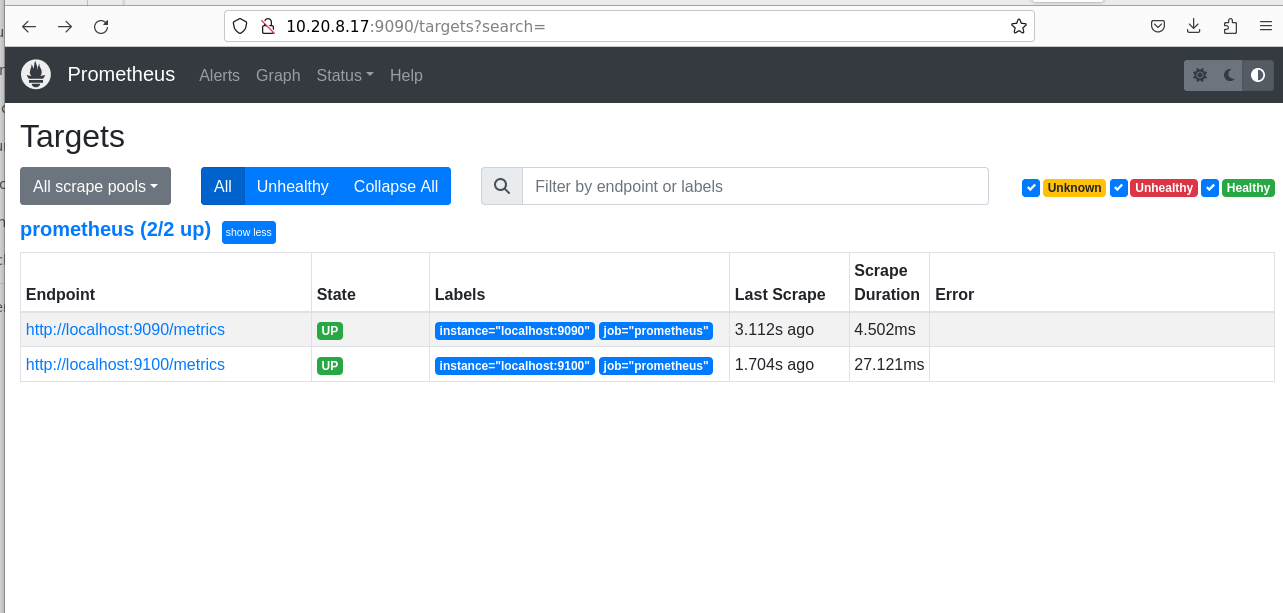 10.20.8.17:9090/targets?search=
Prometheus Alerts Graph Status Help
Targets
All scrape pools All Unhealthy Collapse All Filter by endpoint or labels Unknown Unhealthy Healthy
prometheus (2/2 up) show less
Endpoint State Labels Last Scrape Scrape Duration Error
http://localhost:9090/metrics UP instance="localhost:9090" job="prometheus" 3.112s ago 4.502ms
http://localhost:9100/metrics UP instance="localhost:9100" job="prometheus" 1.704s ago 27.121ms